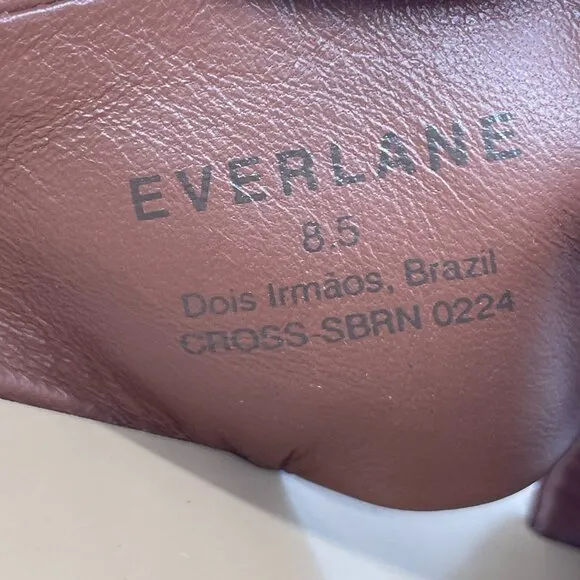 EVERLANE
8.5
Dois Irmãos, Brazil
CROSS-SBRN 0224